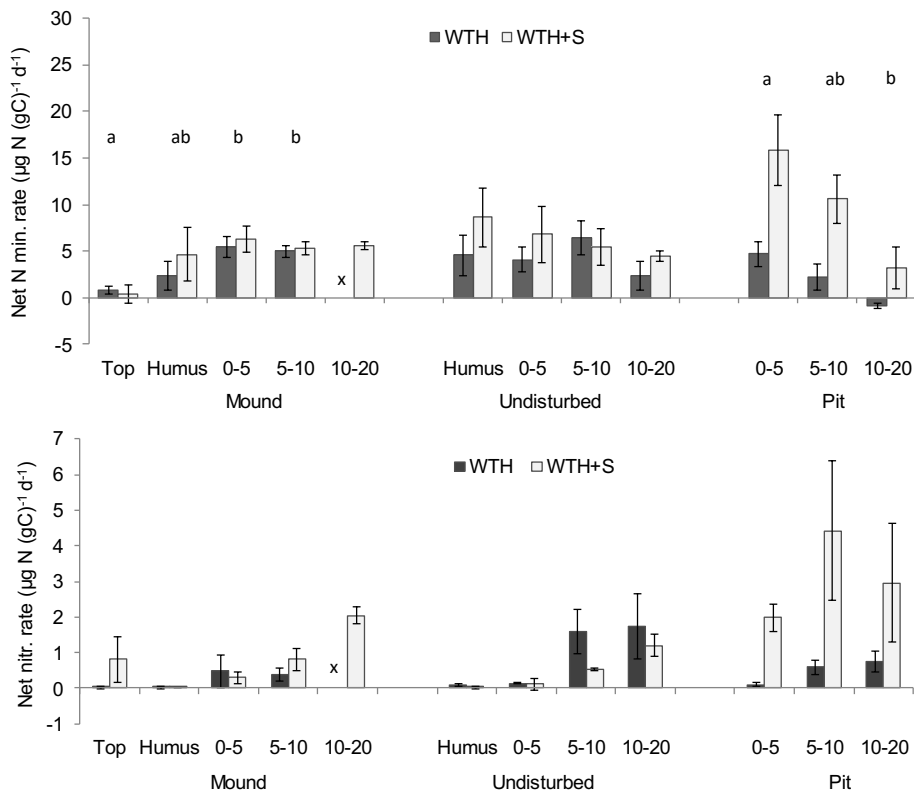 30
WTH WTH+S
25
20
15
10
5
0
-5
Net N min. rate (µg N (gC)-1 d-1)
a ab b b
a ab b
x
Top Humus 0-5 5-10 10-20 Humus 0-5 5-10 10-20 0-5 5-10 10-20
Mound Undisturbed Pit
7
WTH WTH+S
6
5
4
3
2
1
0
-1
Net nitr. rate (µg N (gC)-1 d-1)
x
Top Humus 0-5 5-10 10-20 Humus 0-5 5-10 10-20 0-5 5-10 10-20
Mound Undisturbed Pit